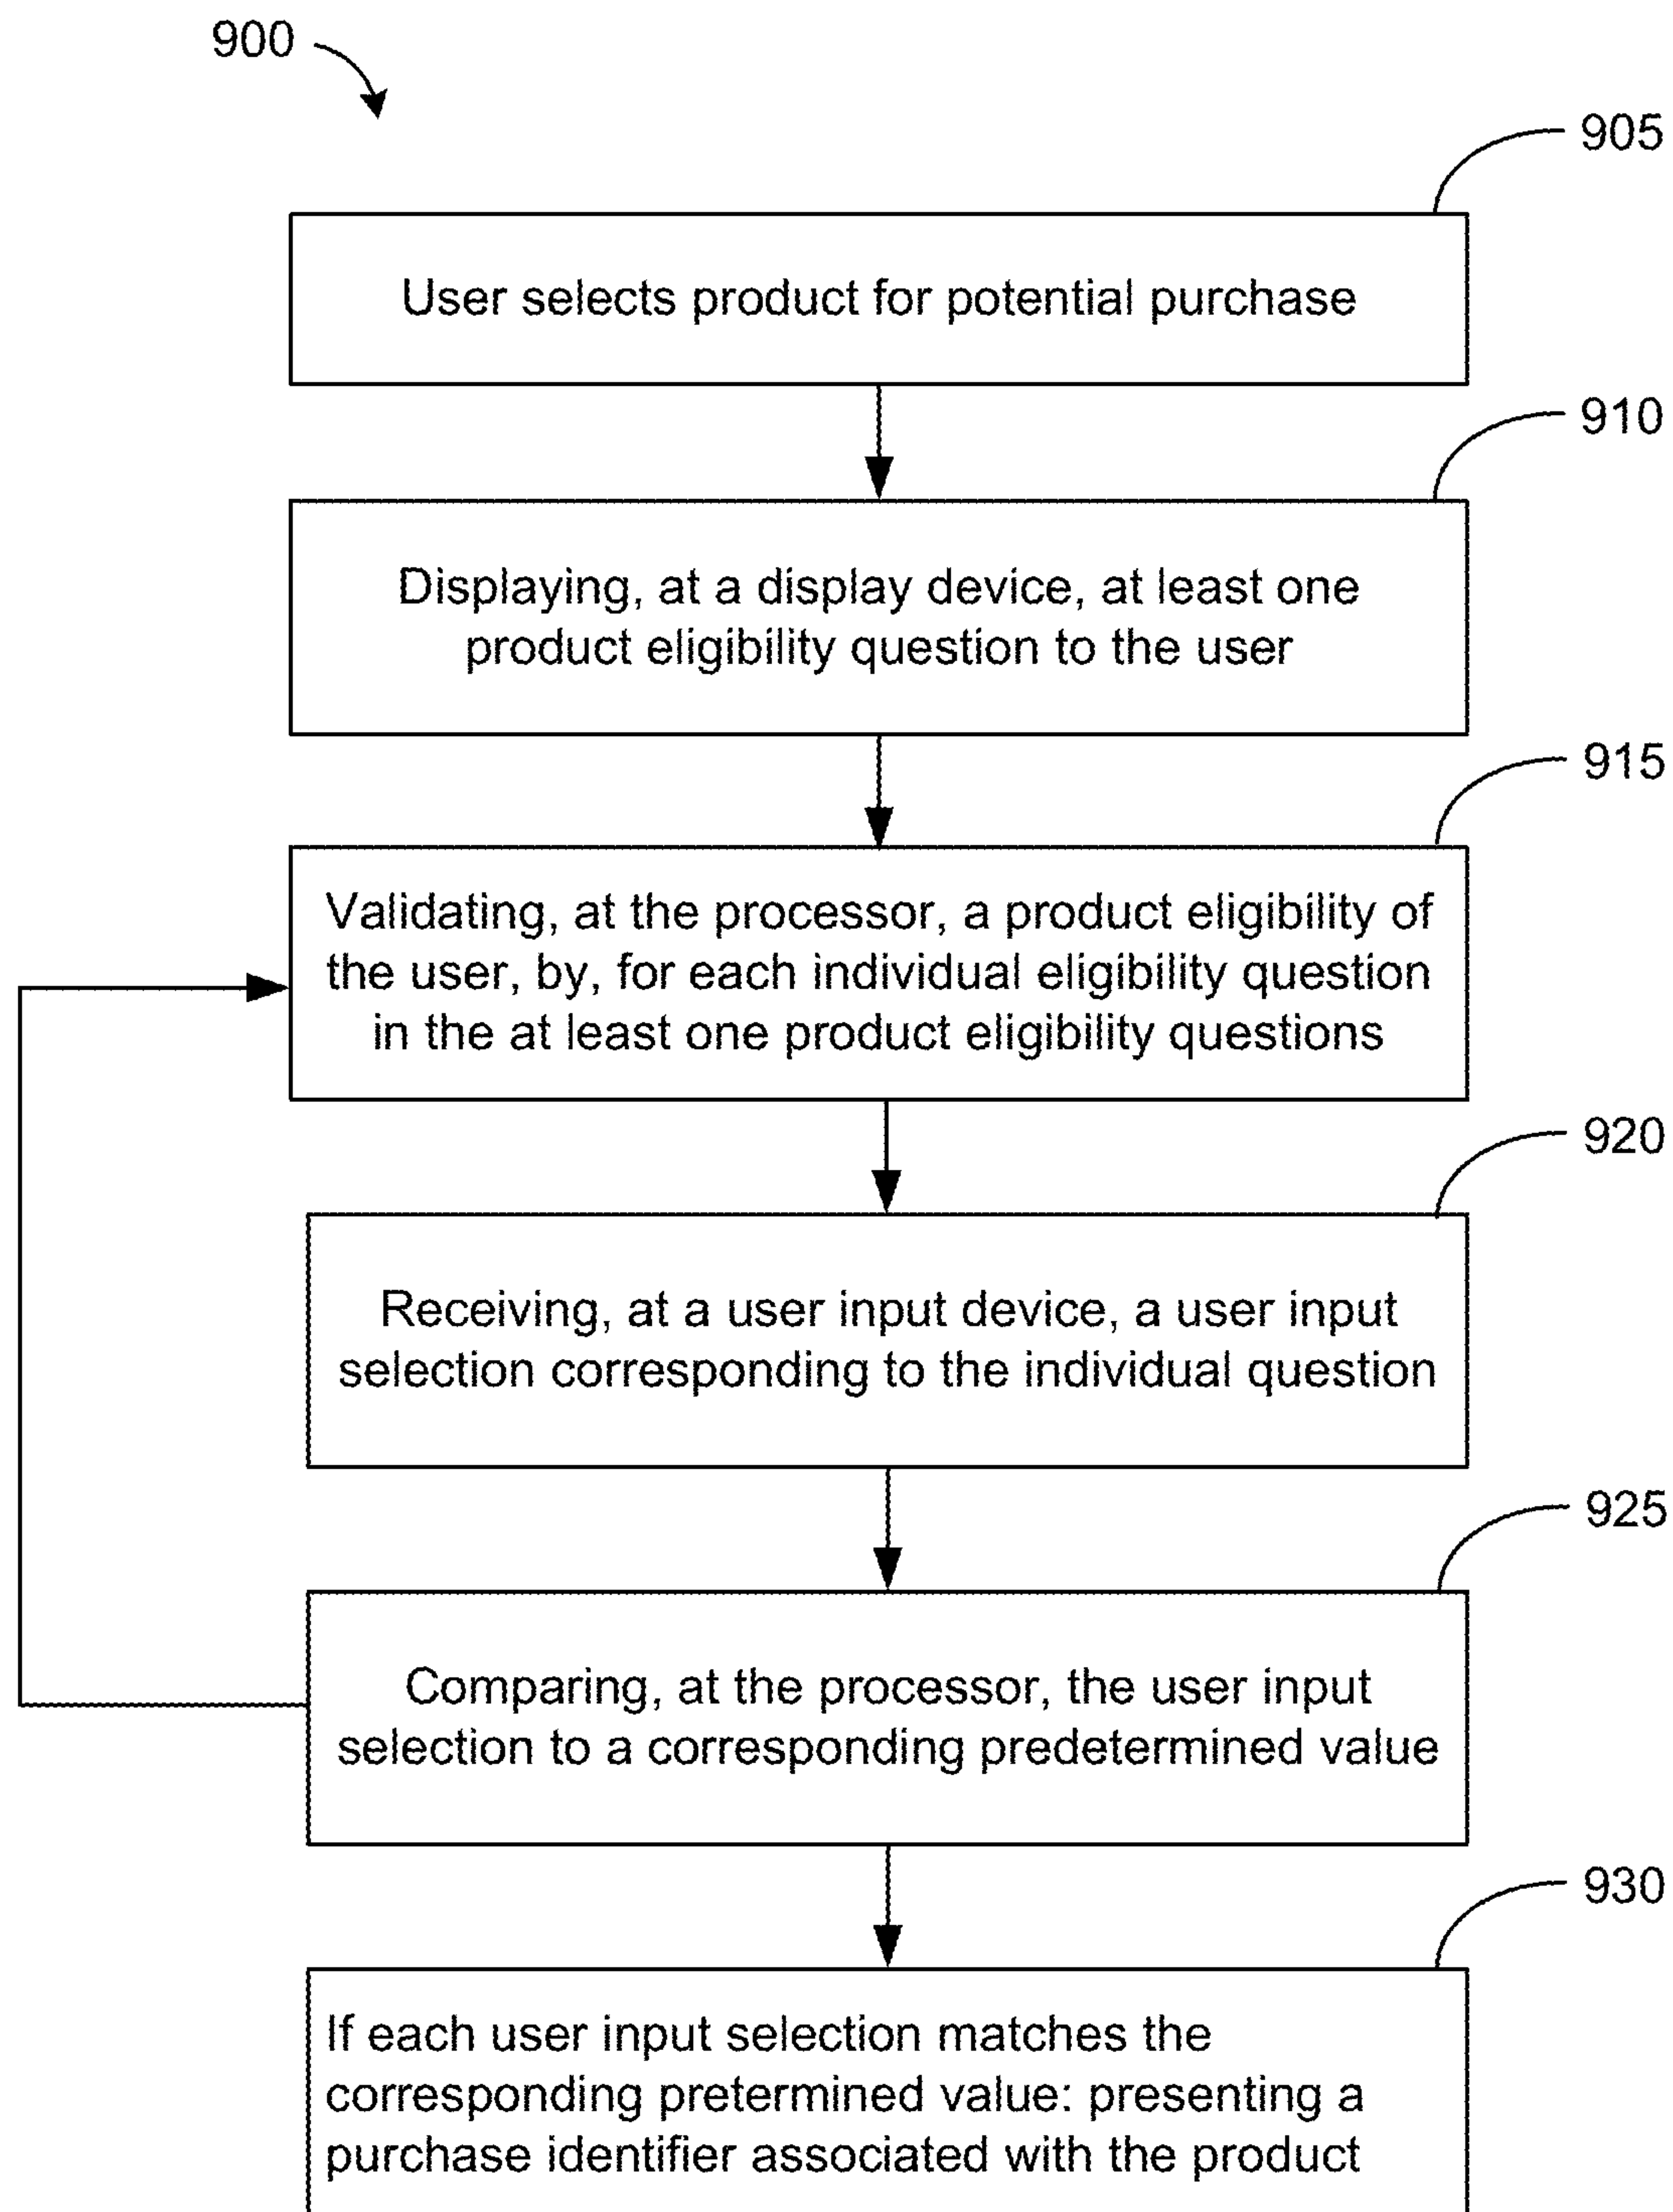 900
905
User selects product for potential purchase
910
Displaying, at a display device, at least one
product eligibility question to the user
915
Validating, at the processor, a product eligibility of
the user, by, for each individual eligibility question
in the at least one product eligibility questions
920
Receiving, at a user input device, a user input
selection corresponding to the individual question
925
Comparing, at the processor, the user input
selection to a corresponding predetermined value
930
If each user input selection matches the
corresponding pretermined value: presenting a
purchase identifier associated with the product